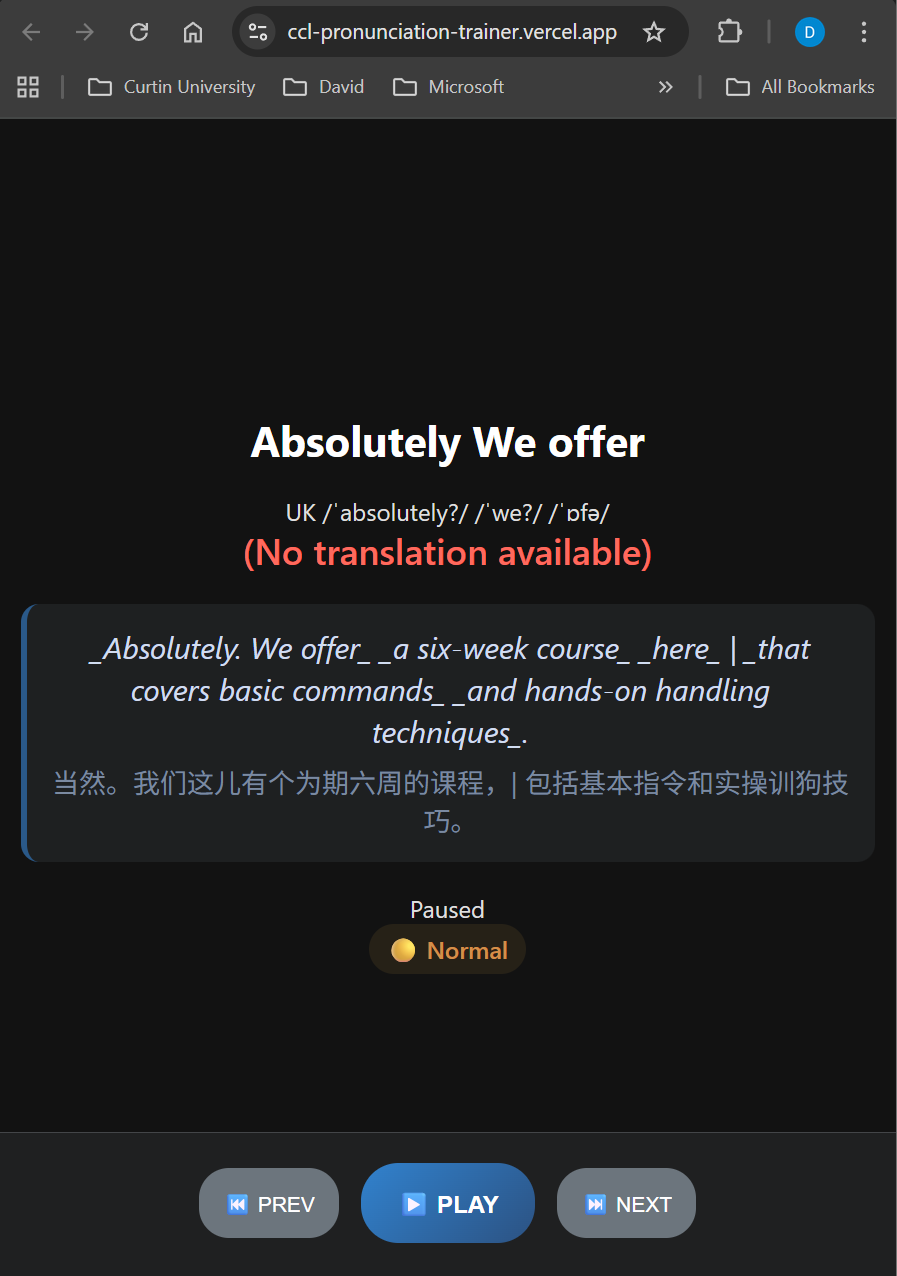 ccl-pronunciation-trainer.vercel.app
D
Curtin University
David
Microsoft
»
All Bookmarks
Absolutely We offer
UK /ˈabsolutely?/ /ˈwe?/ /ˈɒfə/
(No translation available)
_Absolutely. We offer_ _a six-week course_ _here_ | _that
covers basic commands_ _and hands-on handling
techniques_.
当然。我们这儿有个为期六周的课程，| 包括基本指令和实操训狗技
巧。
Paused
Normal
PREV
PLAY
NEXT